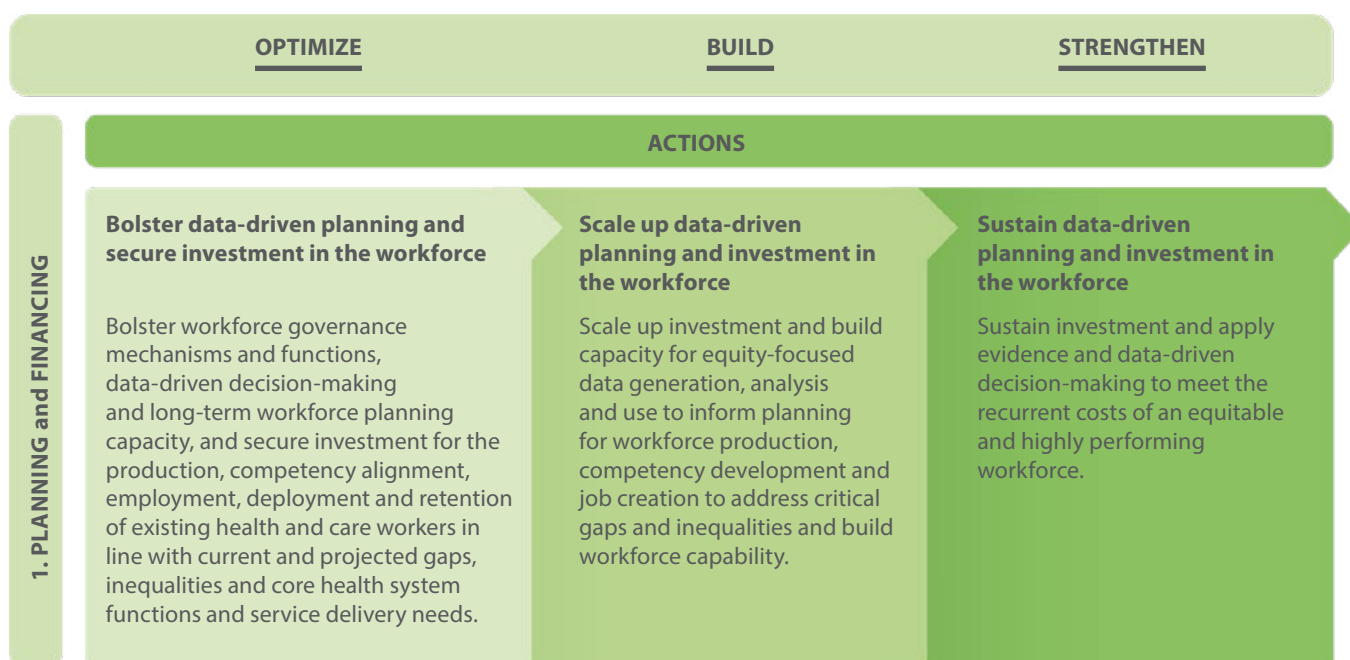 OPTIMIZE
BUILD
STRENGTHEN
1. PLANNING and FINANCING
ACTIONS
Bolster data-driven planning and
secure investment in the workforce
Bolster workforce governance
mechanisms and functions,
data-driven decision-making
and long-term workforce planning
capacity, and secure investment for the
production, competency alignment,
employment, deployment and retention
of existing health and care workers in
line with current and projected gaps,
inequalities and core health system
functions and service delivery needs.
Scale up data-driven
planning and investment in
the workforce
Scale up investment and build
capacity for equity-focused
data generation, analysis
and use to inform planning
for workforce production,
competency development and
job creation to address critical
gaps and inequalities and build
workforce capability.
Sustain data-driven
planning and investment in
the workforce
Sustain investment and apply
evidence and data-driven
decision-making to meet the
recurrent costs of an equitable
and highly performing
workforce.